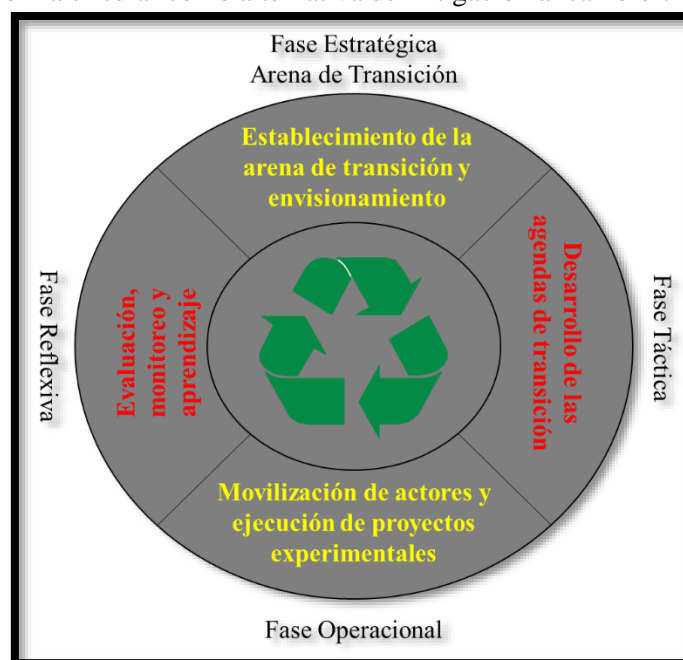 Fase Estratégica
Arena de Transición
Establecimiento de la
arena de transición y
envisionamiento
Desarrollo de las
agendas de transición
Fase Táctica
Movilización de actores y
ejecución de proyectos
experimentales
Fase Operacional
Evaluación,
monitoreo y
aprendizaje
Fase Reflexiva